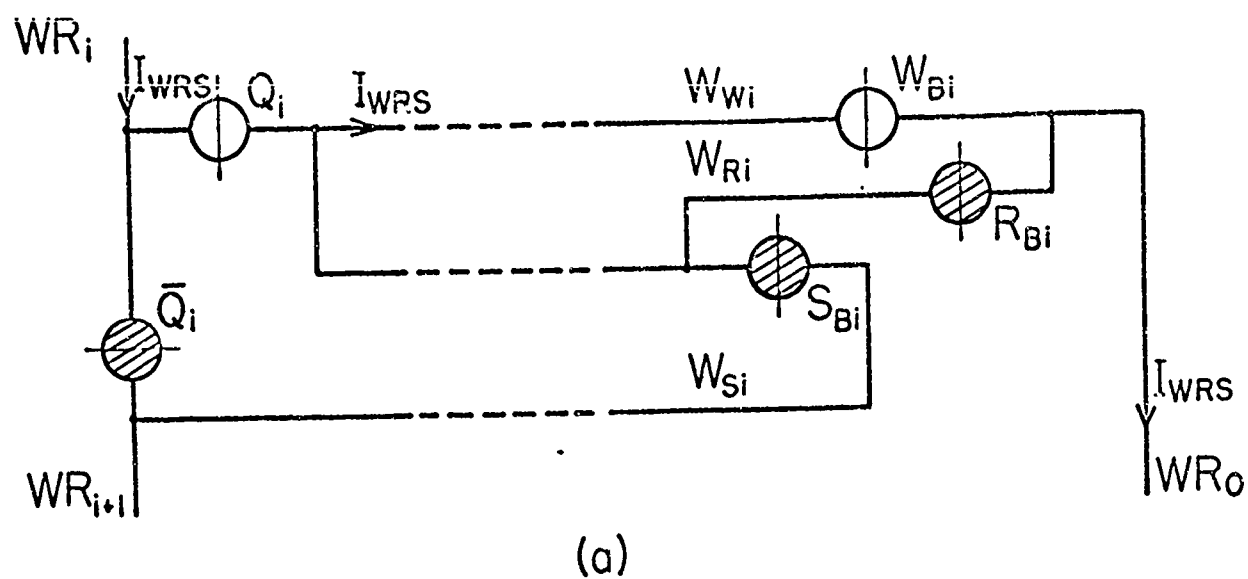 WRi
IWRS
Qi
IWRS
WWi
WBi
WRi
RBi
Q̅i
SBi
WSi
IWRS
WRi+1
WRO
(a)